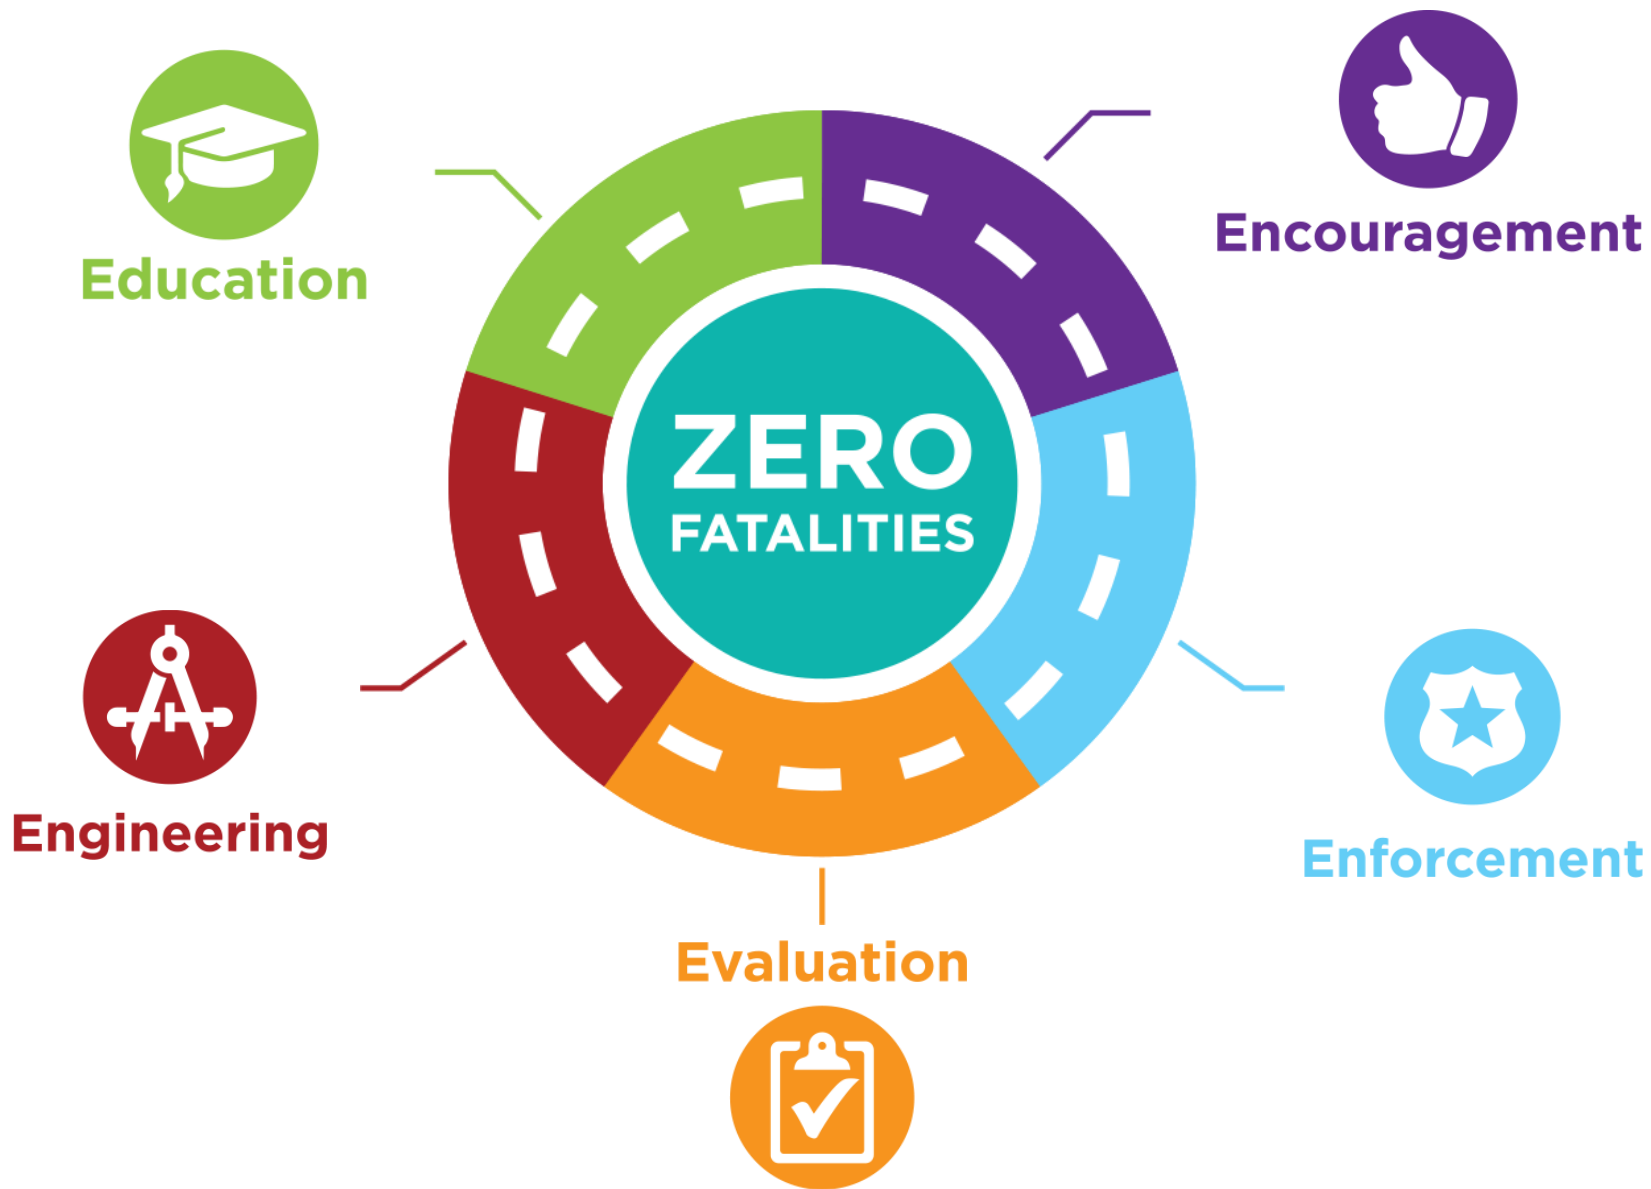 Education
Encouragement
ZERO
FATALITIES
Engineering
Enforcement
Evaluation